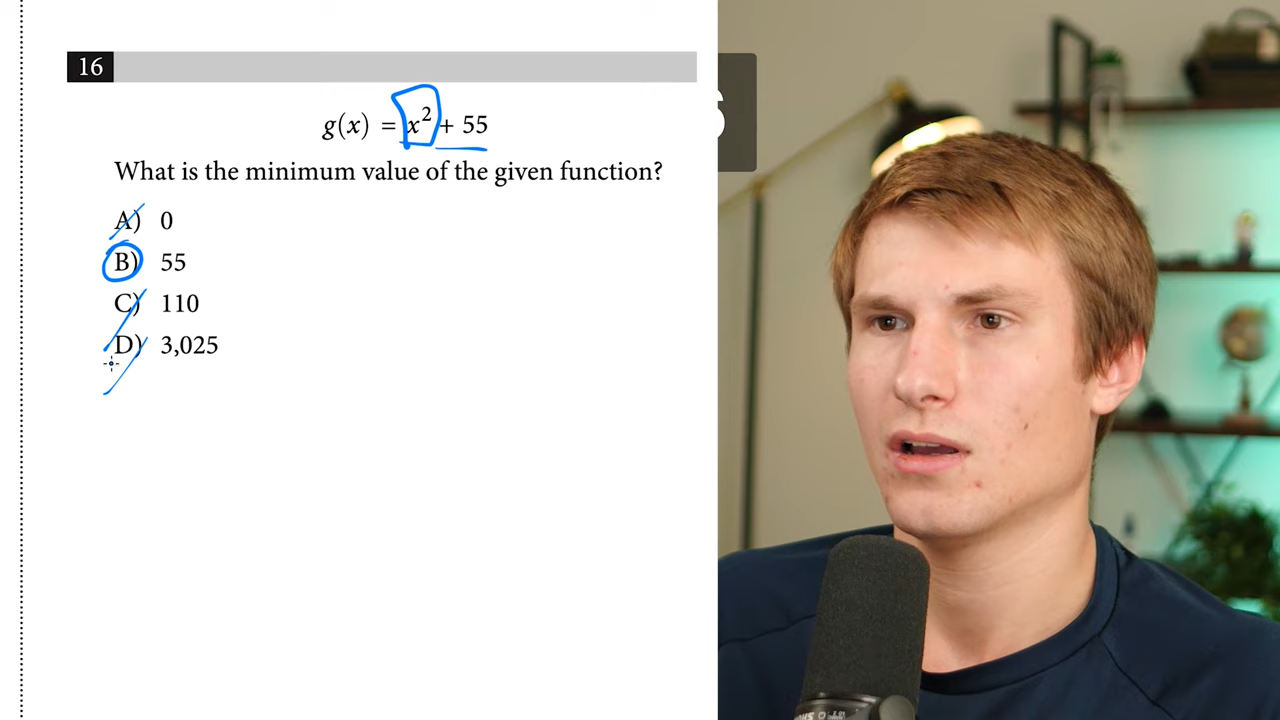 16
g(x) = x² + 55
What is the minimum value of the given function?
A) 0
B) 55
C) 110
D) 3,025